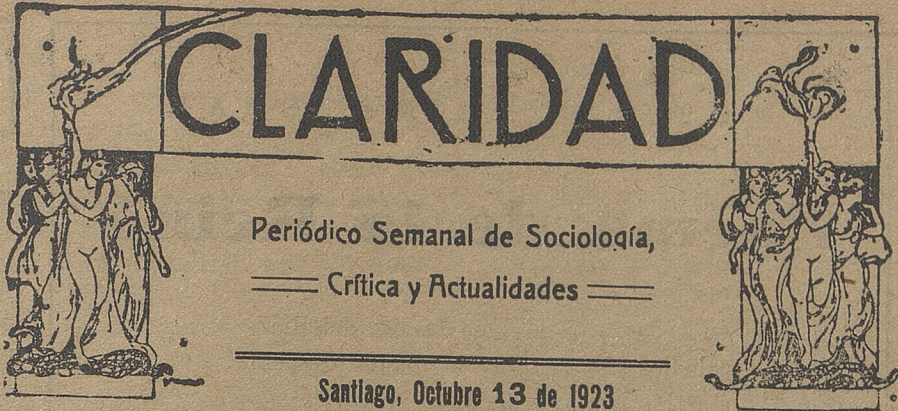 CLARIDAD
Periódico Semanal de Sociología,
Crítica y Actualidades
Santiago, Octubre 13 de 1923